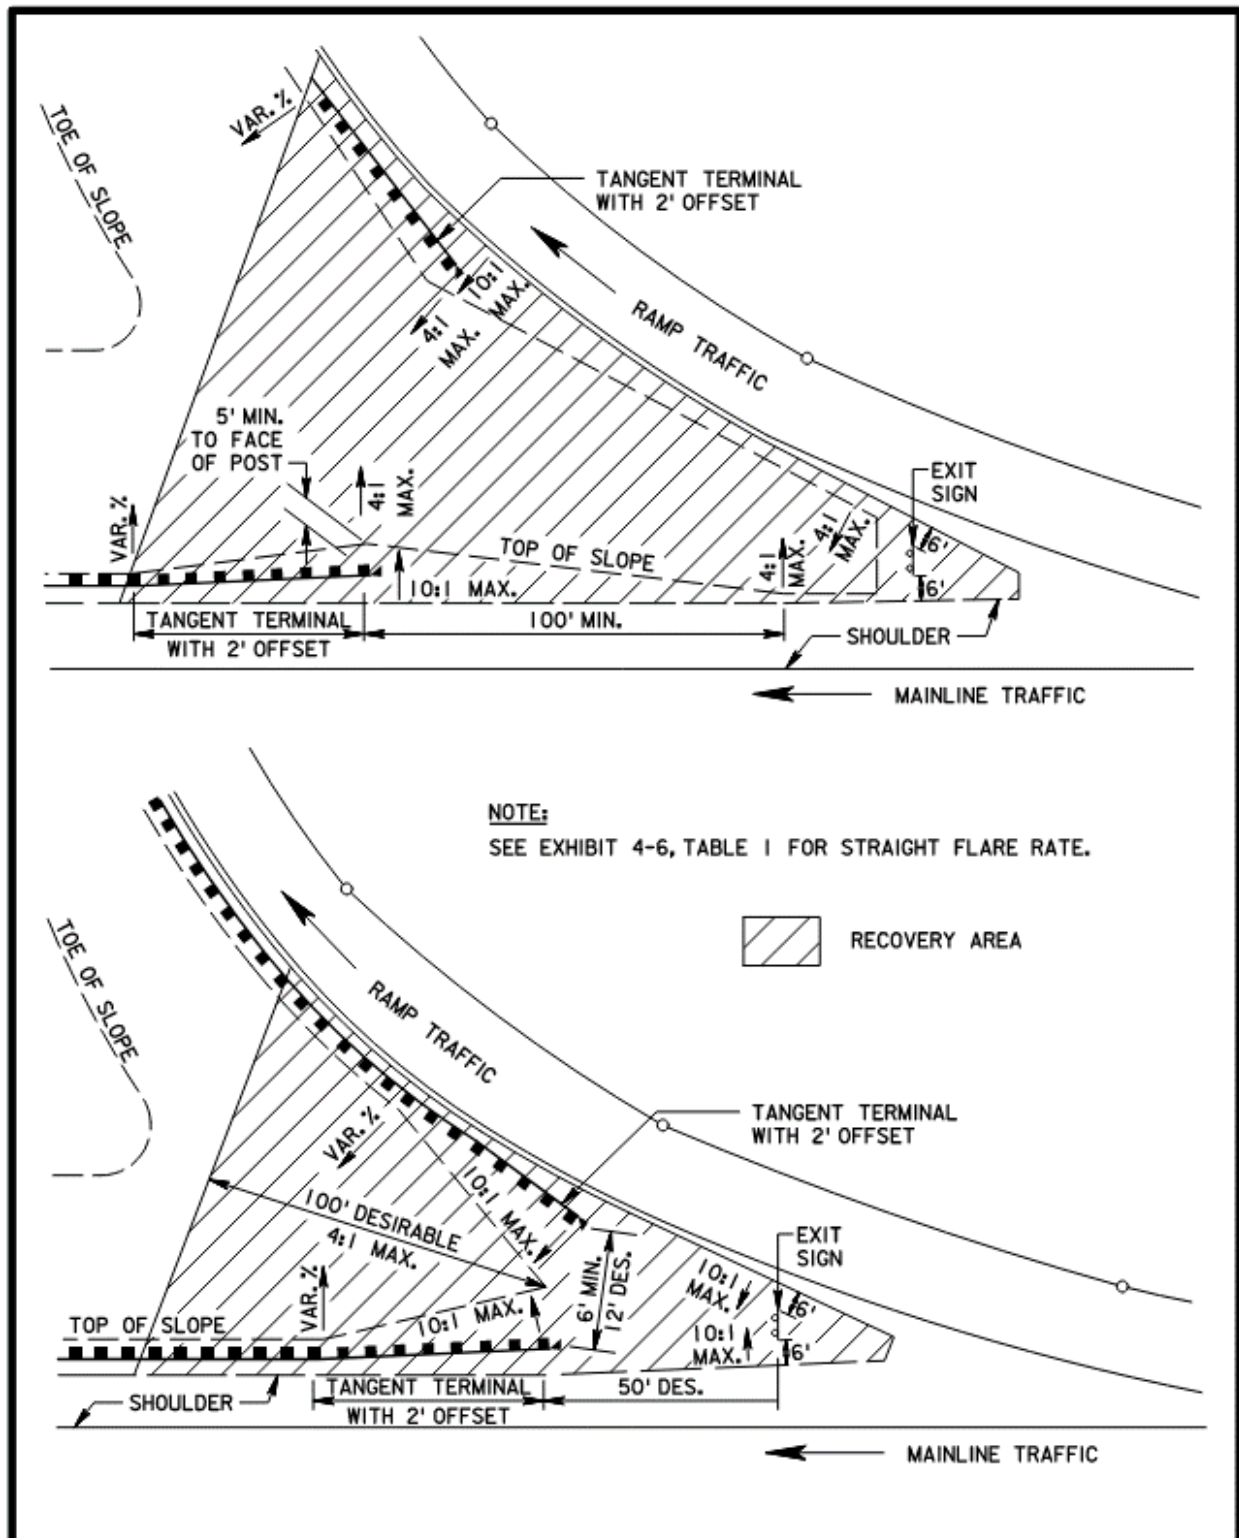 VAR. %
TOE OF SLOPE
TANGENT TERMINAL
WITH 2' OFFSET
10:1
MAX.
4:1
MAX.
RAMP TRAFFIC
5' MIN.
TO FACE
OF POST
4:1
MAX.
EXIT
SIGN
VAR. %
TOP OF SLOPE
4:1
MAX.
4:1
MAX.
6'
6'
10:1 MAX.
TANGENT TERMINAL
WITH 2' OFFSET
100' MIN.
SHOULDER
MAINLINE TRAFFIC
NOTE:
SEE EXHIBIT 4-6, TABLE 1 FOR STRAIGHT FLARE RATE.
RECOVERY AREA
TOE OF SLOPE
RAMP TRAFFIC
TANGENT TERMINAL
WITH 2' OFFSET
VAR. %
10:1 MAX.
100' DESIRABLE
4:1 MAX.
6' MIN.
12' DES.
EXIT
SIGN
10:1
MAX.
10:1
MAX.
6'
6'
VAR. %
10:1 MAX.
TOP OF SLOPE
SHOULDER
TANGENT TERMINAL
WITH 2' OFFSET
50' DES.
MAINLINE TRAFFIC